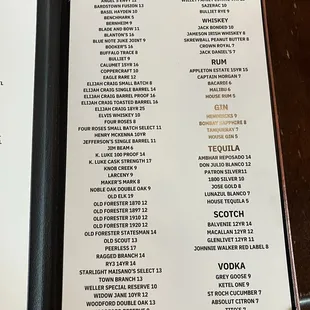 BARDSTOWN FUSION 13
BASIL HAYDEN 10
BENCHMARK 5
BERNHEIM 9
BLADE AND BOW 11
BLANTON'S 16
BLUE NOTE JUKE JOINT 9
BOOKER'S 16
BUFFALO TRACE 8
BULLIET 9
CALUMET 15YR 16
COPPERCRAFT 10
EAGLE RARE 12
ELIJAH CRAIG SMALL BATCH 8
ELIJAH CRAIG SINGLE BARREL 14
ELIJAH CRAIG BARREL PROOF 16
ELIJAH CRAIG TOASTED BARREL 16
ELIJAH CRAIG 18YR 25
ELVIS WHISKEY 10
FOUR ROSES 8
FOUR ROSES SMALL BATCH SELECT 11
HENRY MCKENNA 10YR
JEFFERSON'S SINGLE BARREL 11
JIM BEAM 6
K. LUKE 100 PROOF 14
K. LUKE CASK STRENGTH 17
KNOB CREEK 9
LARCENY 9
MAKER'S MARK 8
NOBLE OAK DOUBLE OAK 9
OLD ELK 19
OLD FORESTER 1870 12
OLD FORESTER 1897 12
OLD FORESTER 1910 12
OLD FORESTER 1920 12
OLD FORESTER STATESMAN 14
OLD SCOUT 13
PEERLESS 17
RAGGED BRANCH 14
RY3 14YR 14
STARLIGHT MAISANO'S SELECT 13
TOWN BRANCH 13
WELLER SPECIAL RESERVE 10
WIDOW JANE 10YR 12
WOODFORD DOUBLE OAK 14
SAZERAC 10
BULLIET RYE 9
WHISKEY
JACK BONDED 10
JAMESON IRISH WHISKEY 8
SKREWBALL PEANUT BUTTER 8
CROWN ROYAL 7
JACK DANIEL'S 7
RUM
APPLETON ESTATE 15YR 15
CAPTAIN MORGAN 7
BACARDI 6
MALIBU 6
HOUSE RUM 5
GIN
HENDRICKS 9
BOMBAY SAPPHIRE 8
TANQUERAY 7
HOUSE GIN 5
TEQUILA
AMBHAR REPOSADO 14
DON JULIO BLANCO 12
PATRON SILVER 11
1800 SILVER 10
JOSE GOLD 8
LUNAZUL BLANCO 7
HOUSE TEQUILA 5
SCOTCH
BALVENIE 12YR 14
MACALLAN 12YR 12
GLENLIVET 12YR 11
JOHNNIE WALKER RED LABEL 8
VODKA
GREY GOOSE 9
KETEL ONE 8
ST ROCH CUCUMBER 7
ABSOLUT CITRON 7